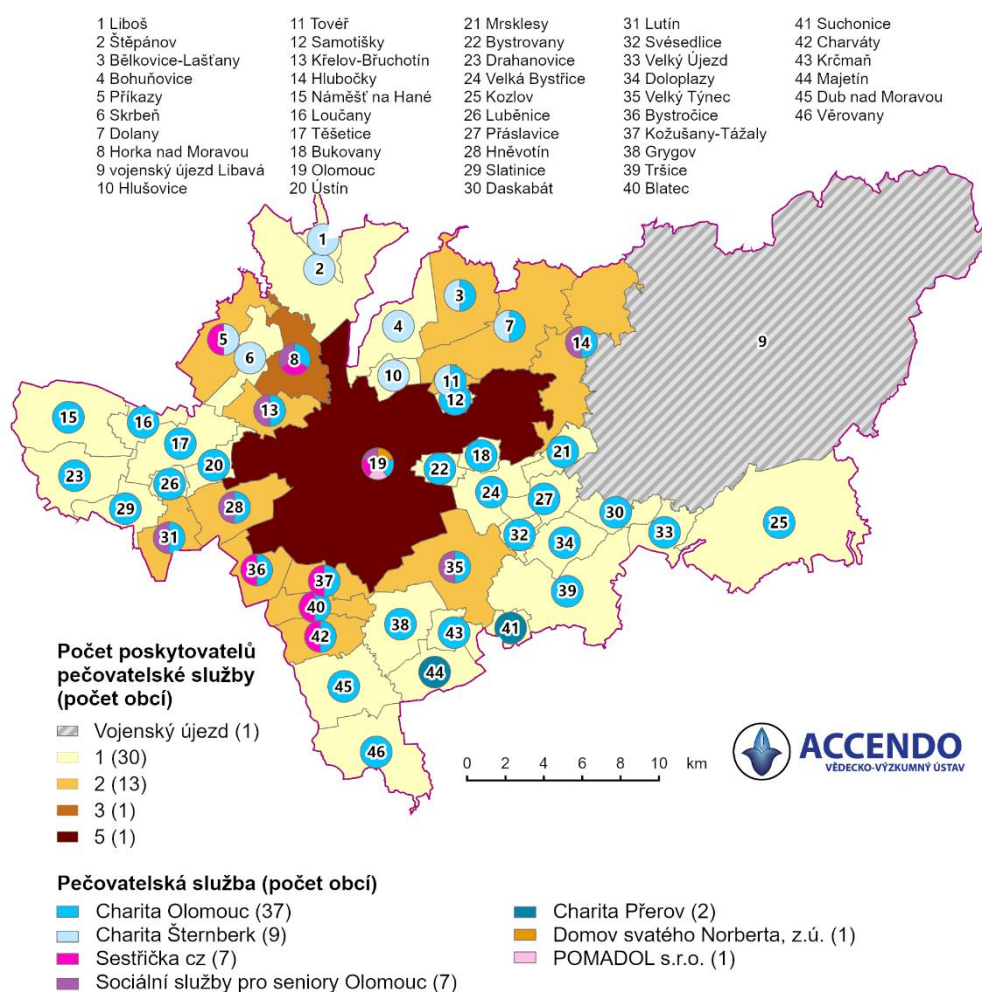 1 Liboš
2 Štěpánov
3 Bělkovice-Lašťany
4 Bohuňovice
5 Příkazy
6 Skrbeň
7 Dolany
8 Horka nad Moravou
9 vojenský újezd Libavá
10 Hlušovice
11 Tovéř
12 Samotišky
13 Křelov-Břuchotín
14 Hlubočky
15 Náměšť na Hané
16 Loučany
17 Těšetice
18 Bukovany
19 Olomouc
20 Ústín
21 Mrsklesy
22 Bystrovany
23 Drahanovice
24 Velká Bystřice
25 Kozlov
26 Luběnice
27 Přáslavice
28 Hněvotín
29 Slatinice
30 Daskabát
31 Lutín
32 Svésedlice
33 Velký Újezd
34 Doloplazy
35 Velký Týnec
36 Bystročice
37 Kožušany-Tážaly
38 Grygov
39 Tršice
40 Blatec
41 Suchonice
42 Charváty
43 Krčmaň
44 Majetín
45 Dub nad Moravou
46 Věrovany
1
2
3
5
4
7
14
9
6
8
10
11
12
13
15
16
17
18
21
19
20
22
23
26
24
27
29
28
30
25
31
32
34
33
36
35
37
39
40
38
43
41
42
44
45
46
Počet poskytovatelů
pečovatelské služby
(počet obcí)
Vojenský újezd (1)
1 (30)
2 (13)
3 (1)
5 (1)
0 2 4 6 8 10 km
ACCENDO
VĚDECKO-VÝZKUMNÝ ÚSTAV
Pečovatelská služba (počet obcí)
Charita Olomouc (37)
Charita Šternberk (9)
Sestřička cz (7)
Sociální služby pro seniory Olomouc (7)
Charita Přerov (2)
Domov svatého Norberta, z.ú. (1)
POMADOL s.r.o. (1)